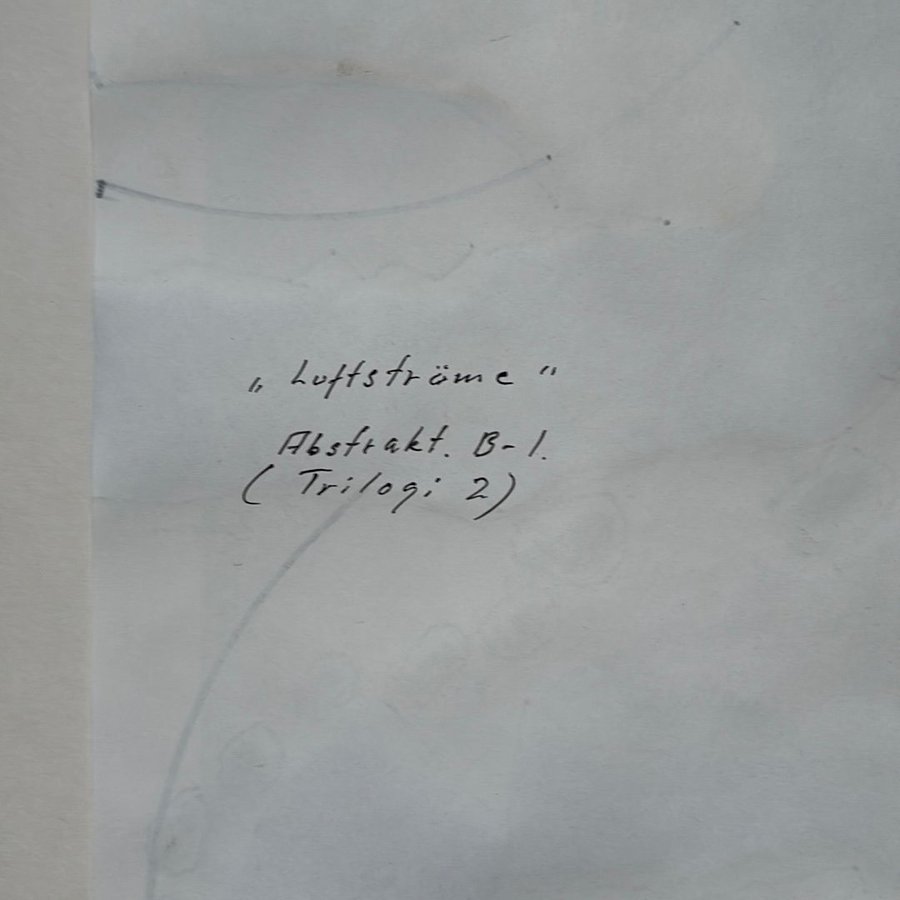 „ Luftströme "
Abstrakt. B-1.
( Trilogi 2)